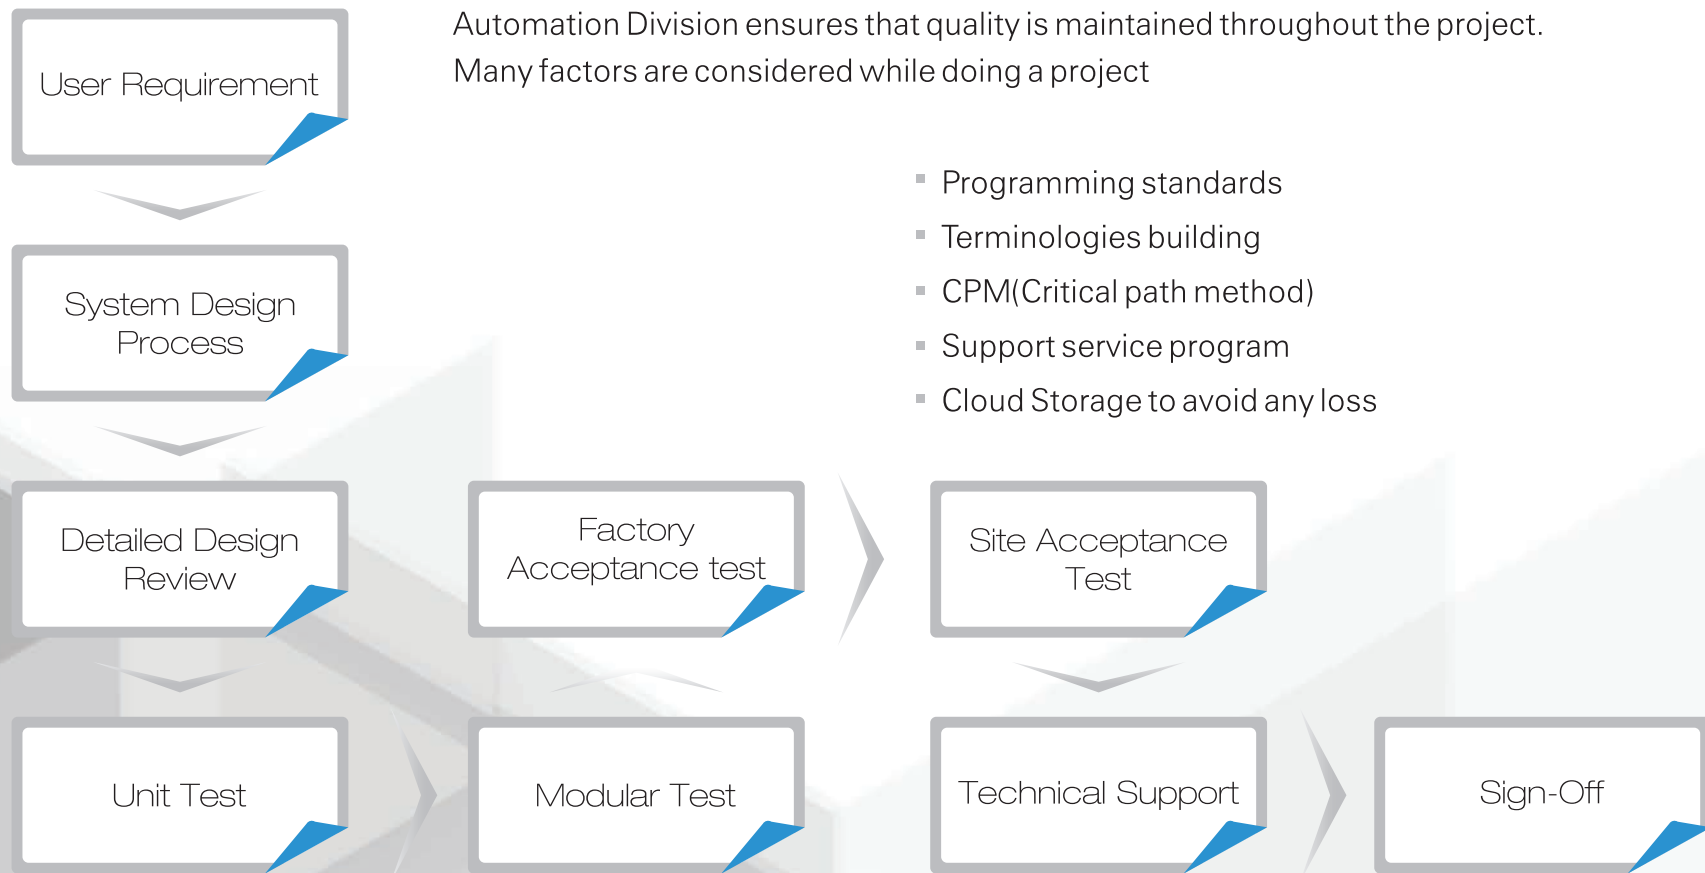 Automation Division ensures that quality is maintained throughout the project.
Many factors are considered while doing a project
Programming standards
Terminologies building
CPM(Critical path method)
Support service program
Cloud Storage to avoid any loss
User Requirement
System Design
Process
Detailed Design
Review
Unit Test
Modular Test
Factory
Acceptance test
Site Acceptance
Test
Technical Support
Sign-Off